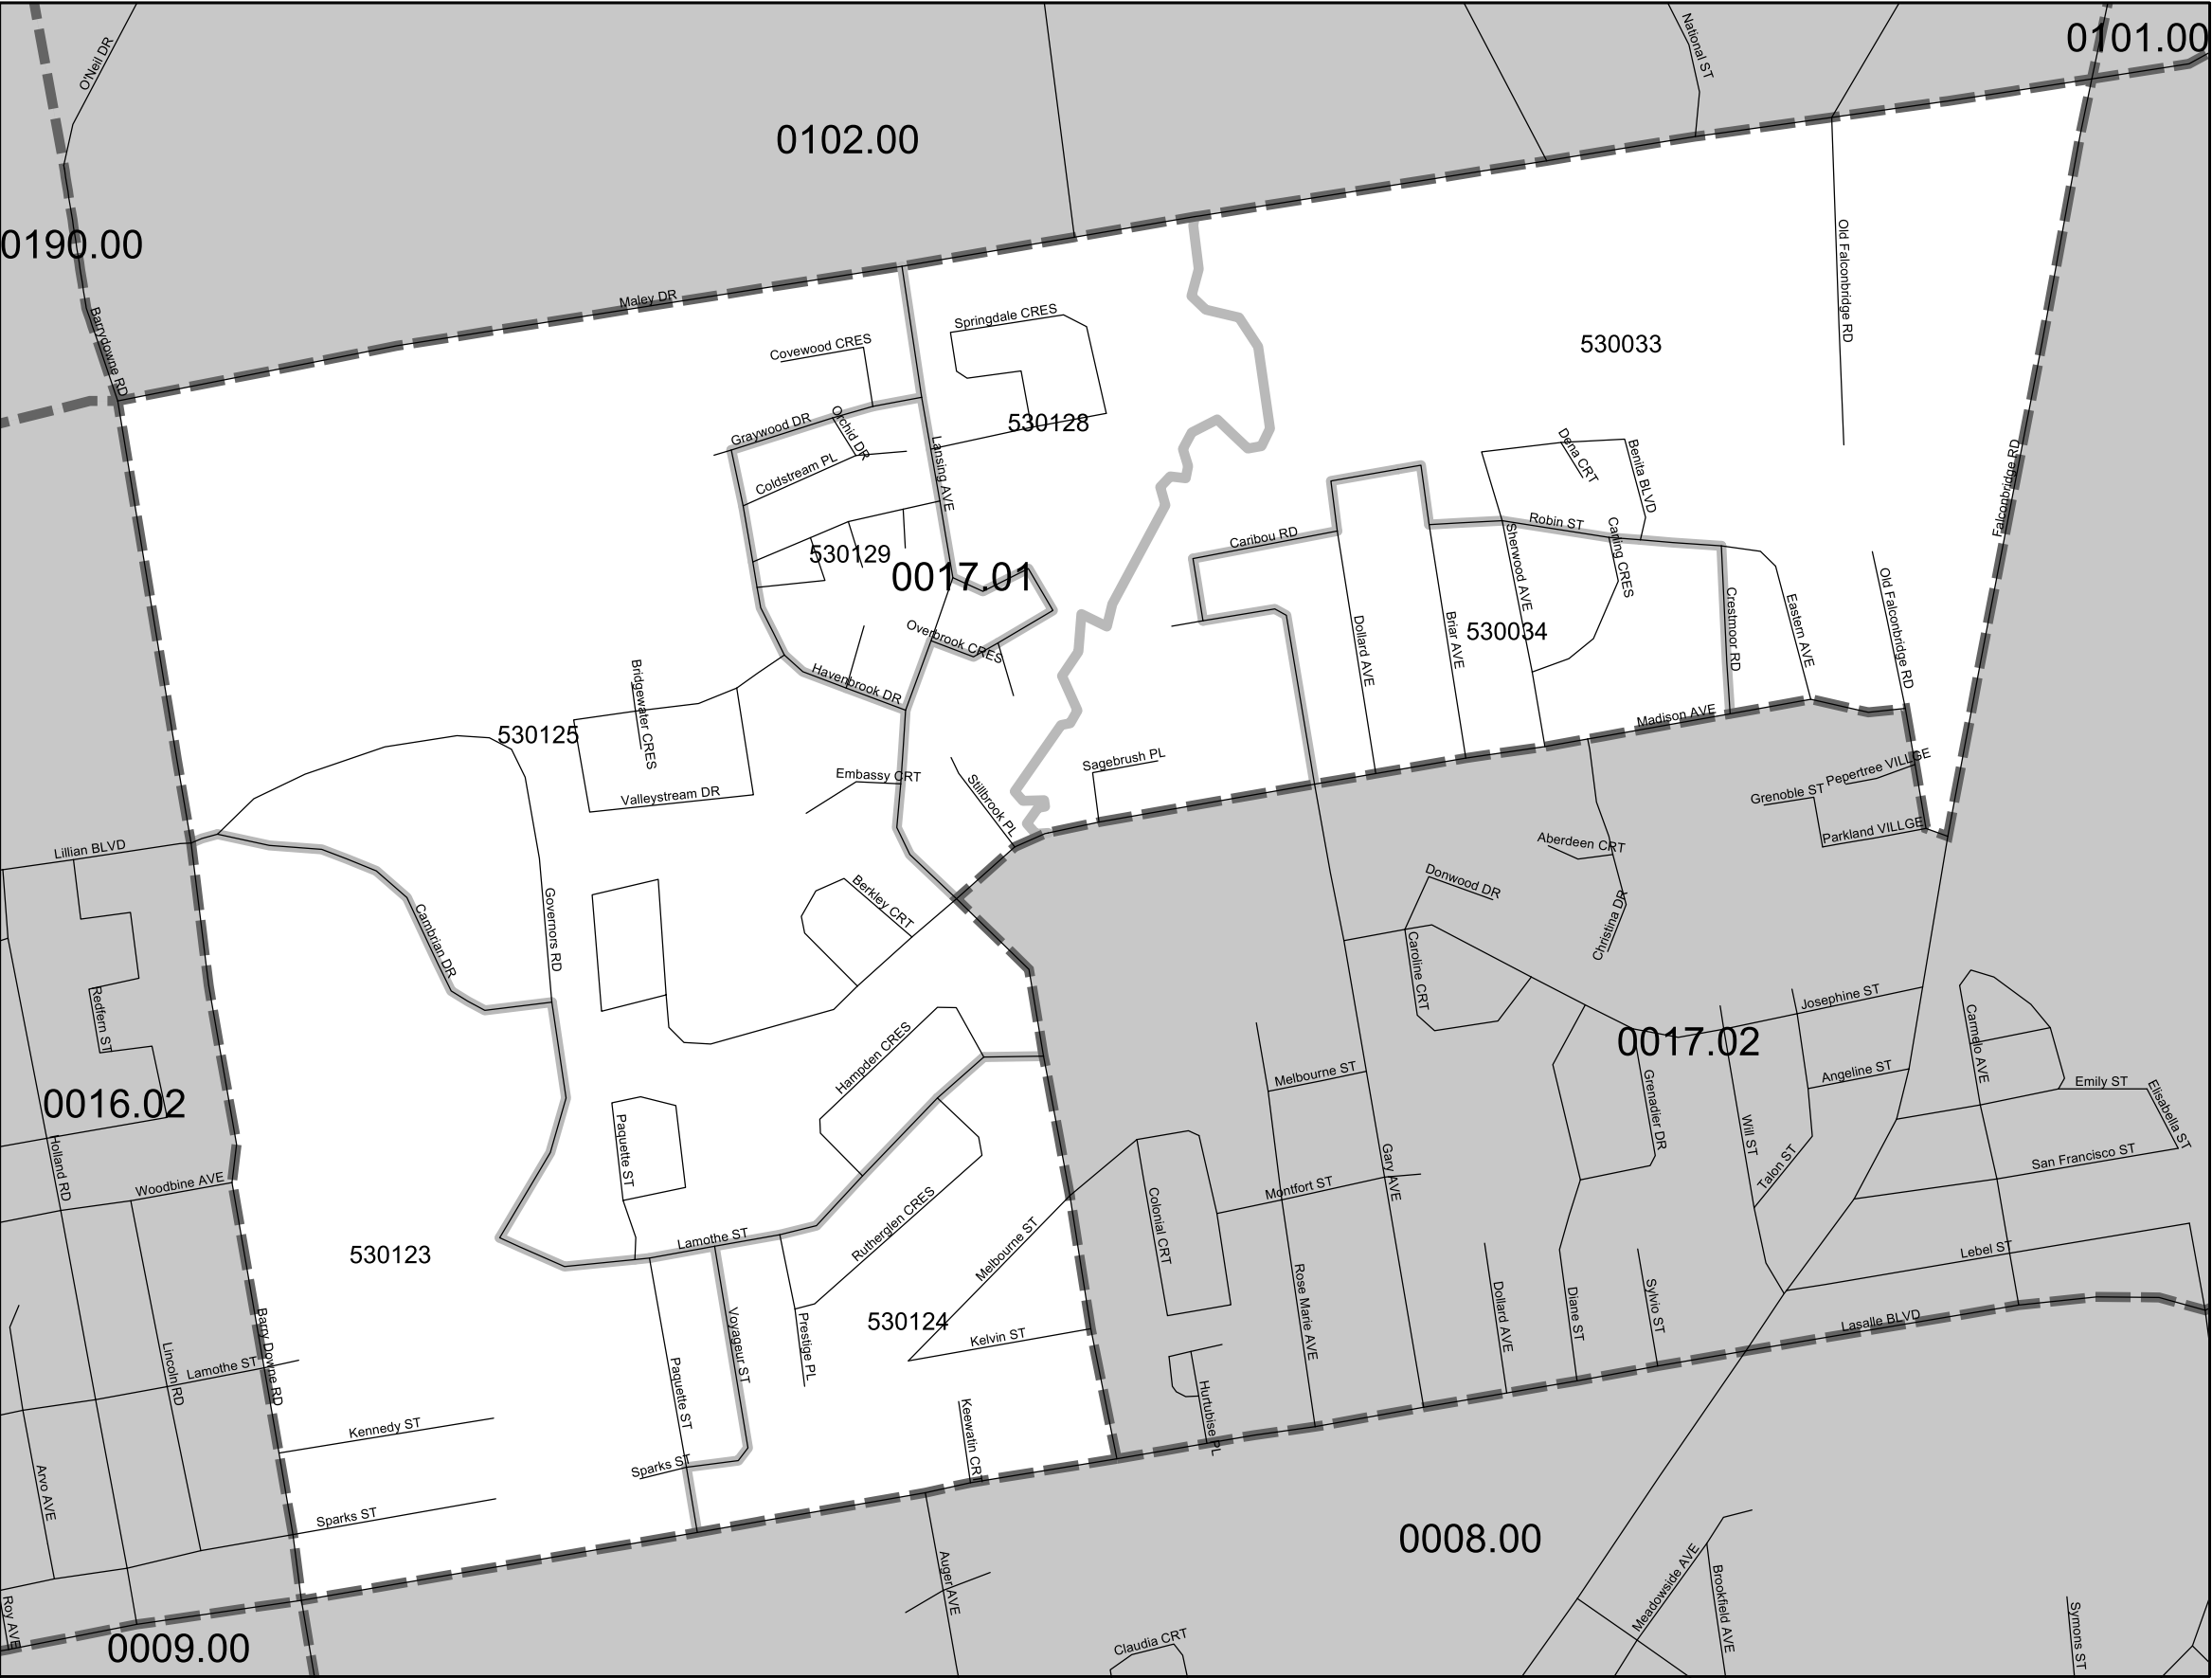 O'Neil DR
National ST
0101.00
0102.00
0190.00
Barrydowne RD
Maley DR
Old Falconbridge RD
Springdale CRES
Covewood CRES
530033
530128
Graywood DR
Orchid DR
Coldstream PL
Lansing AVE
Dena CRT
Benita BLVD
Falconbridge RD
Robin ST
Caribou RD
Sherwood AVE
Carling CRES
530129
0017.01
Crestmoor RD
Eastern AVE
Old Falconbridge RD
Dollard AVE
Briar AVE
530034
Overbrook CRES
Havenbrook DR
Bridgewater CRES
530125
Madison AVE
Sagebrush PL
Pepertree VILLGE
Embassy CRT
Stillbrook PL
Valleystream DR
Grenoble ST
Parkland VILLGE
Lillian BLVD
Aberdeen CRT
Donwood DR
Christina DR
Berkley CRT
Governors RD
Cambrian DR
Caroline CRT
Redfern ST
Josephine ST
Carmelo AVE
0017.02
Hampden CRES
Melbourne ST
Angeline ST
Emily ST
Elisabella ST
0016.02
Grenadier DR
Will ST
Paquette ST
Holland RD
Woodbine AVE
Gary AVE
San Francisco ST
Talon ST
Montfort ST
Colonial CRT
Rutherglen CRES
Melbourne ST
Lamothe ST
530123
Lebel ST
Rose Marie AVE
Dollard AVE
Diane ST
Sylvio ST
Lasalle BLVD
Barry Downe RD
Voyageur ST
Prestige PL
530124
Kelvin ST
Lincoln RD
Lamothe ST
Paquette ST
Hurtubise PL
Keewatin CRT
Kennedy ST
Sparks ST
Arvo AVE
Sparks ST
0008.00
Auger AVE
Meadowside AVE
Brookfield AVE
Roy AVE
Symons ST
0009.00
Claudia CRT